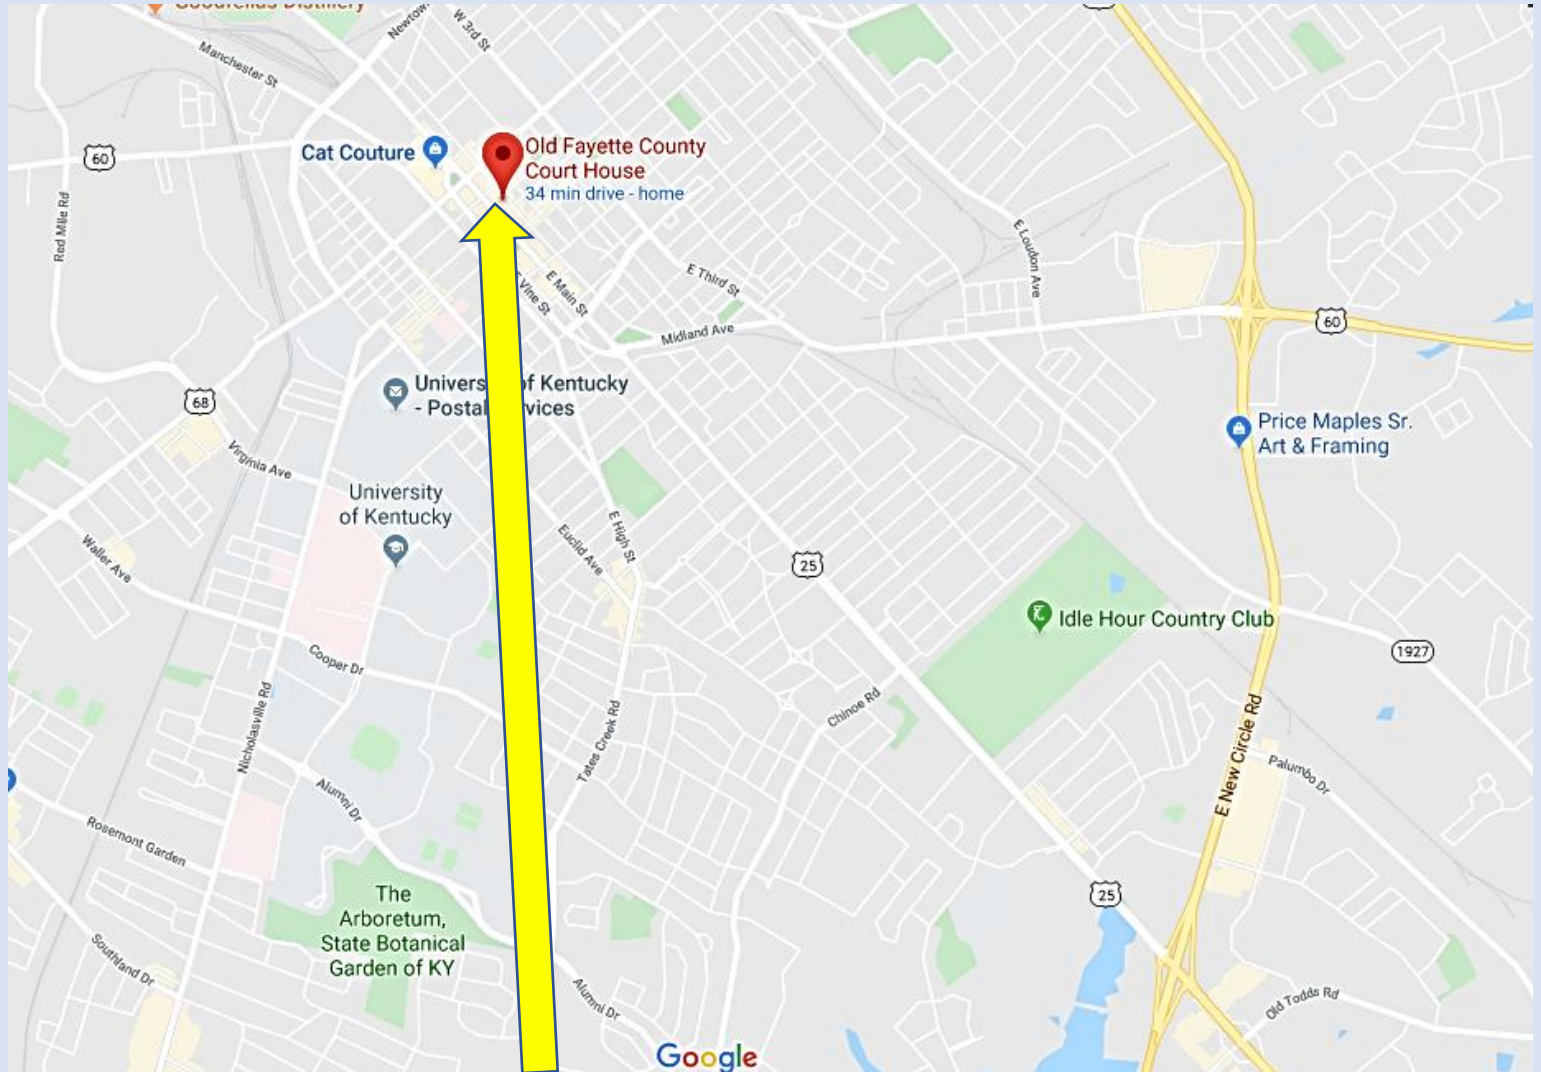 Goodfellas Distillery
W 3rd St
Manchester St
60
Cat Couture
Old Fayette County
Court House
34 min drive - home
Red Mile Rd
E Loudon Ave
E Third St
E Main St
E Vine St
Midland Ave
60
68
University of Kentucky
- Postal
Price Maples Sr.
Art & Framing
Virginia Ave
University
of Kentucky
E High St
Euclid Ave
Waller Ave
25
Idle Hour Country Club
1927
Cooper Dr
Nicholasville Rd
Chinoe Rd
Tates Creek Rd
E New Circle Rd
Palumbo Dr
Alumni Dr
Rosemont Garden
The
Arboretum,
State Botanical
Garden of KY
25
Southland Dr
Alumni Dr
Old Todds Rd
Google